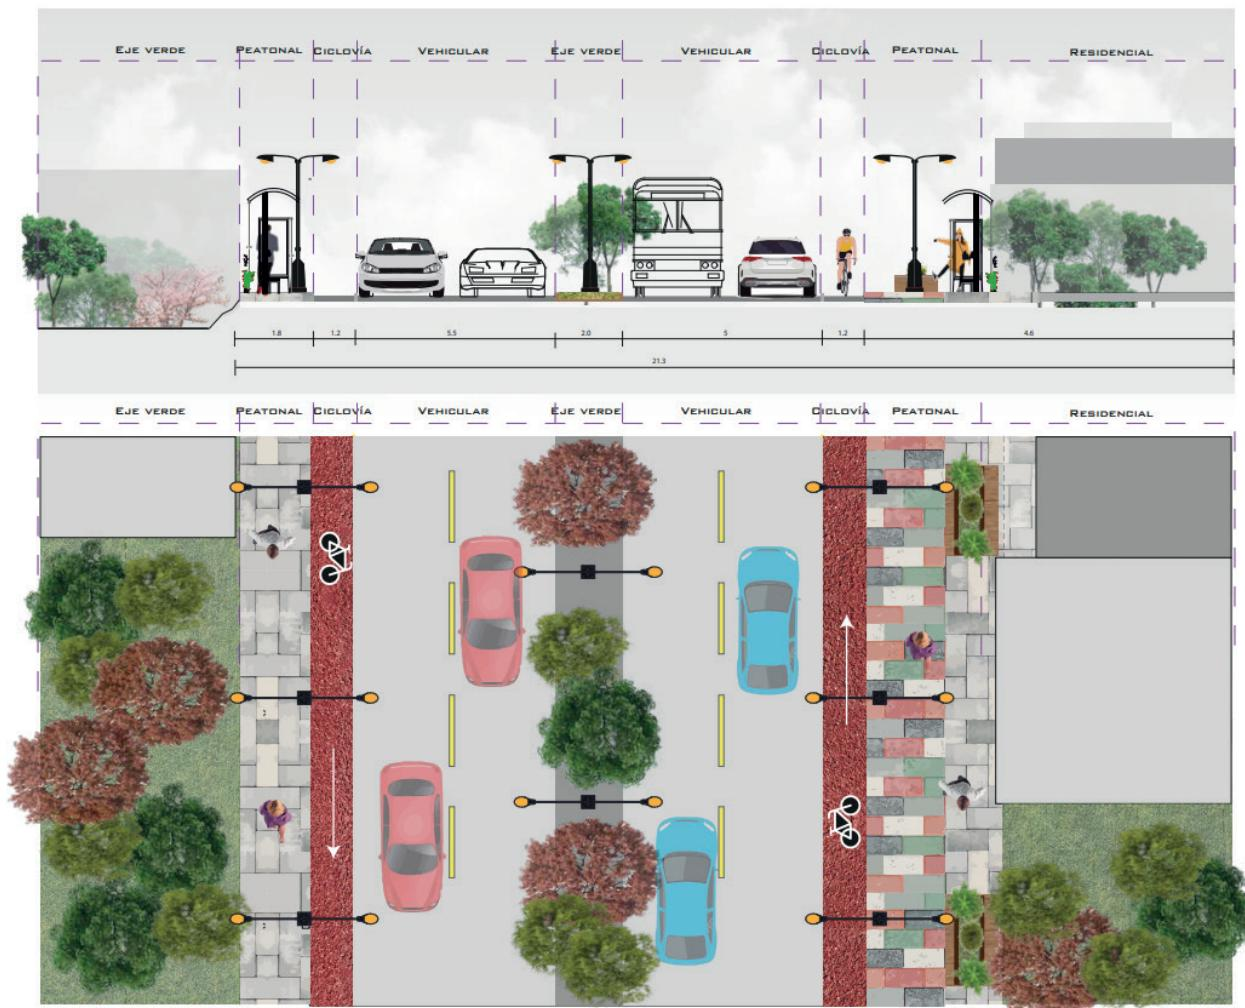 EJE VERDE PEATONAL CICLOVÍA VEHICULAR EJE VERDE VEHICULAR CICLOVÍA PEATONAL RESIDENCIAL
1.8 1.2 5.5 2.0 5 1.2 4.6
21.3
EJE VERDE PEATONAL CICLOVÍA VEHICULAR EJE VERDE VEHICULAR CICLOVÍA PEATONAL RESIDENCIAL